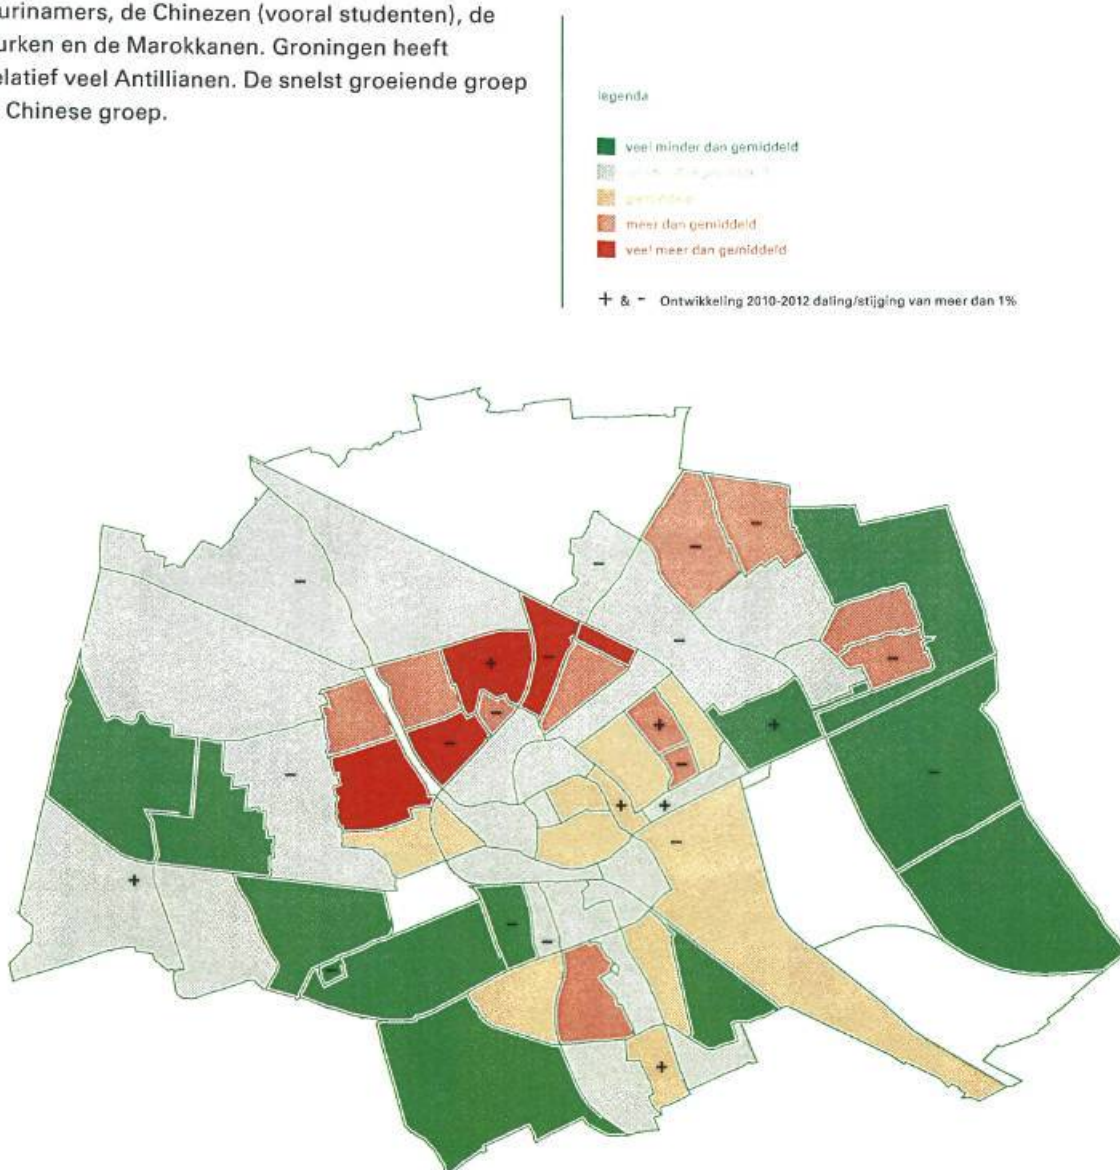 urinamers, de Chinezen (vooral studenten), de
urken en de Marokkanen. Groningen heeft
elatief veel Antillianen. De snelst groeiende groep
Chinese groep.
legenda
veel minder dan gemiddeld
gemiddeld
meer dan gemiddeld
veel meer dan gemiddeld
+ & - Ontwikkeling 2010-2012 daling/stijging van meer dan 1%